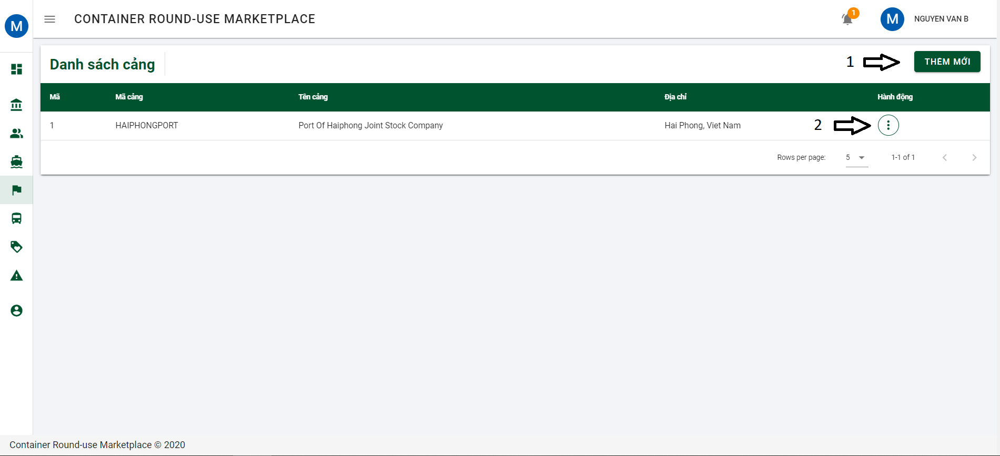 M
CONTAINER ROUND-USE MARKETPLACE
1
M
NGUYEN VAN B
Danh sách cảng
1
THÊM MỚI
Mã Mã cảng Tên cảng Địa chỉ Hành động
1 HAIPHONGPORT Port Of Haiphong Joint Stock Company Hai Phong, Viet Nam 2
Rows per page: 5 1-1 of 1
Container Round-use Marketplace © 2020